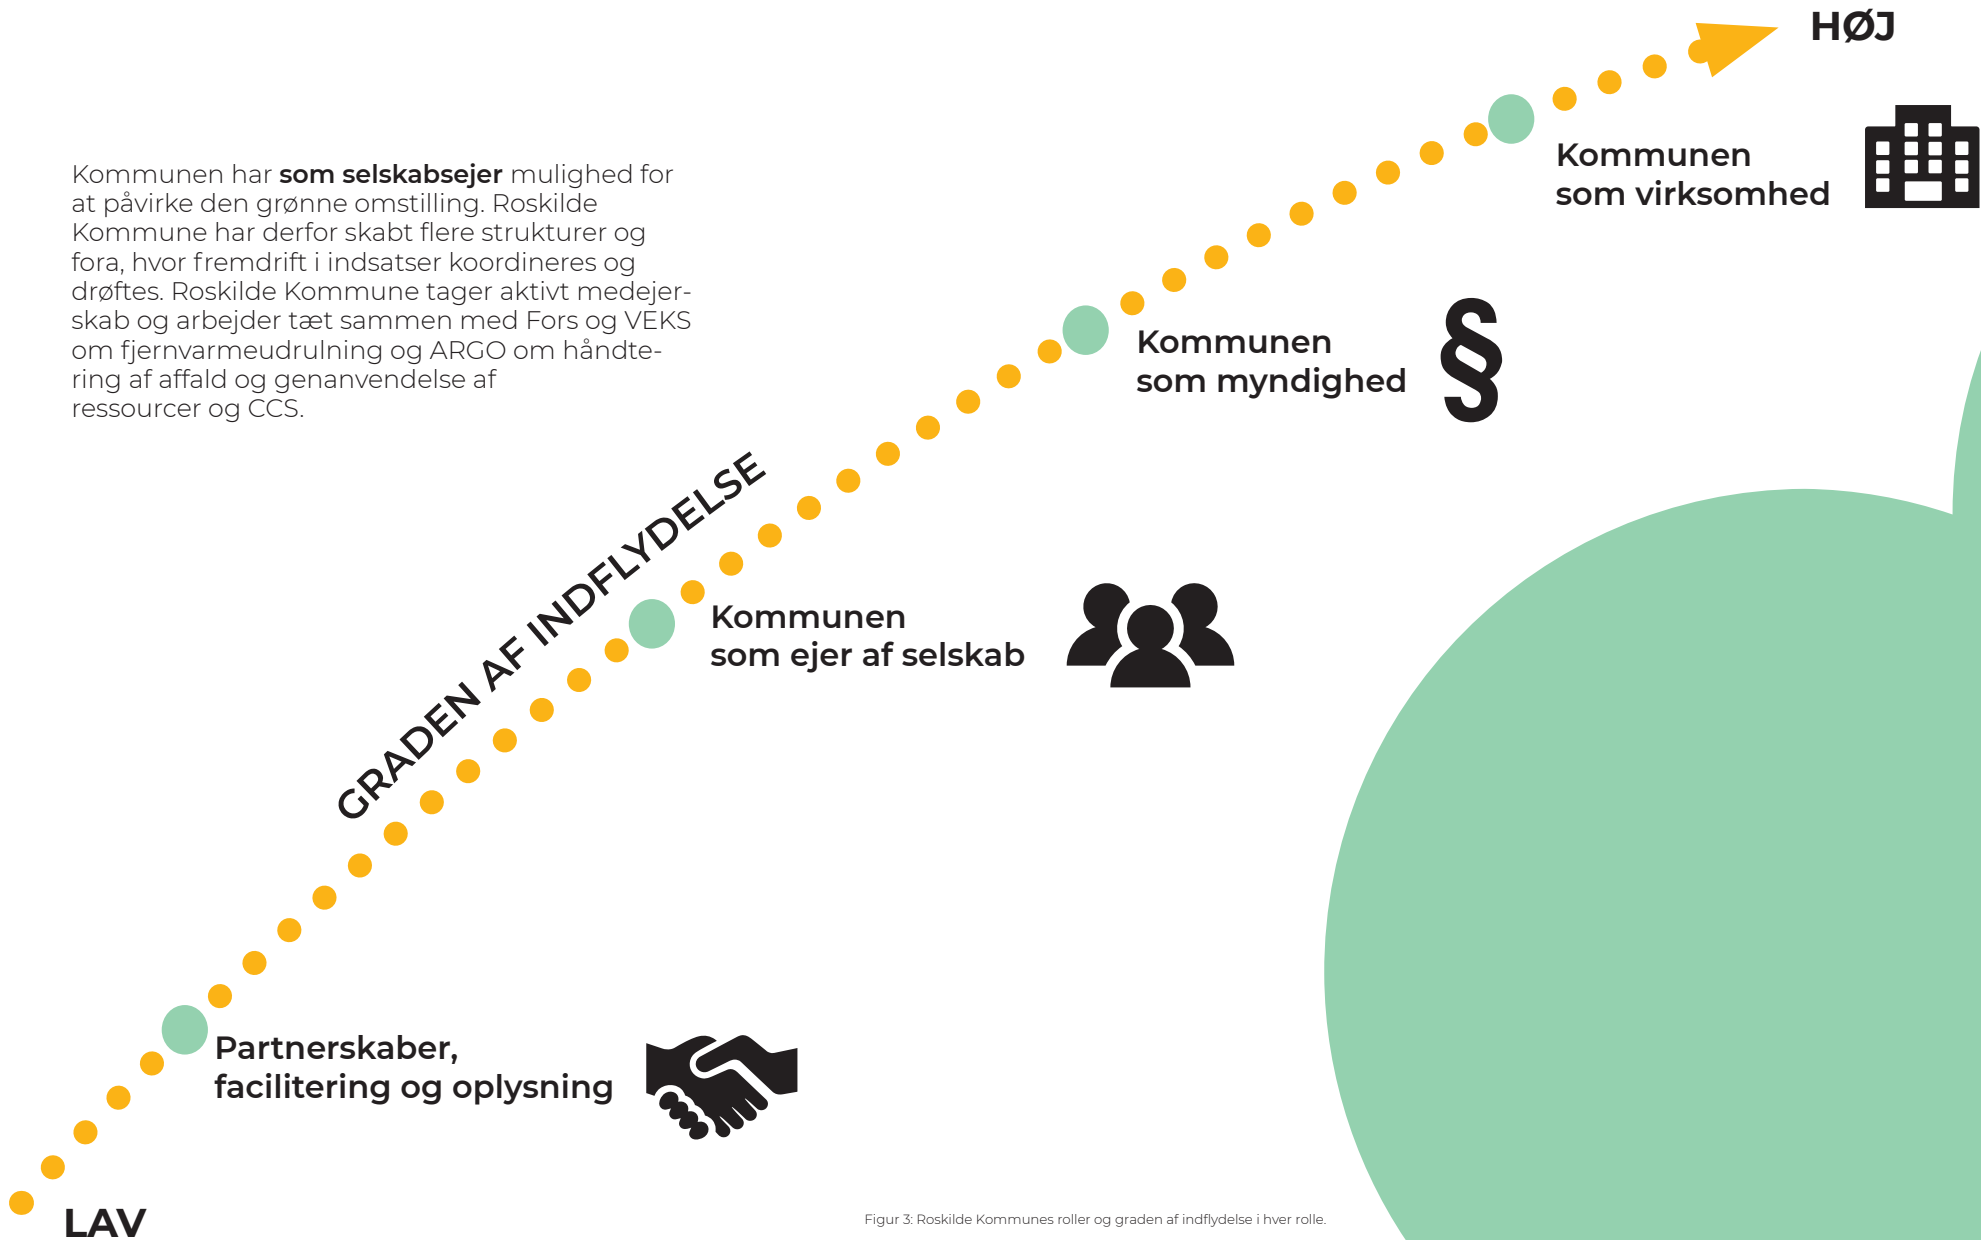 HØJ
Kommunen har som selskabsejer mulighed for
at påvirke den grønne omstilling. Roskilde
Kommune har derfor skabt flere strukturer og
fora, hvor fremdrift i indsatser koordineres og
drøftes. Roskilde Kommune tager aktivt medejer-
skab og arbejder tæt sammen med Fors og VEKS
om fjernvarmeudrulning og ARGO om håndte-
ring af affald og genanvendelse af
ressourcer og CCS.
Kommunen
som virksomhed
Kommunen
som myndighed
§
GRADEN AF INDFLYDELSE
Kommunen
som ejer af selskab
Partnerskaber,
facilitering og oplysning
LAV
Figur 3: Roskilde Kommunes roller og graden af indflydelse i hver rolle.